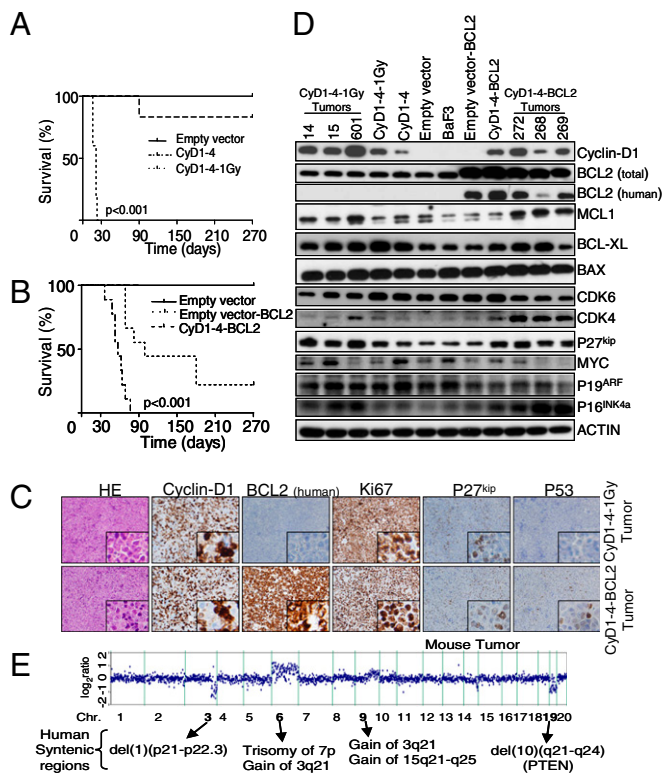 A
Survival (%)
100
50
Empty vector
CyD1-4
CyD1-4-1Gy
p<0.001
30 90 150 210 270
Time (days)
B
Survival (%)
100
50
Empty vector
Empty vector-BCL2
CyD1-4-BCL2
p<0.001
30 90 150 210 270
Time (days)
D
CyD1-4-1Gy
Tumors
14
15
601
CyD1-4-1Gy
CyD1-4
Empty vector
BaF3
Empty vector-BCL2
CyD1-4-BCL2
CyD1-4-BCL2
Tumors
272
268
269
Cyclin-D1
BCL2 (total)
BCL2 (human)
MCL1
BCL-XL
BAX
CDK6
CDK4
P27kip
MYC
P19ARF
P16INK4a
ACTIN
C
HE Cyclin-D1 BCL2 (human) Ki67 P27kip P53
CyD1-4-1Gy
Tumor
CyD1-4-BCL2
Tumor
E
Mouse Tumor
log2ratio
2
1
0
-1
-2
Chr. 1 2 3 4 5 6 7 8 9 10 11 12 13 14 15 16 17 18 19 20
Human
Syntenic
regions
del(1)(p21-p22.3)
Trisomy of 7p
Gain of 3q21
Gain of 3q21
Gain of 15q21-q25
del(10)(q21-q24)
(PTEN)